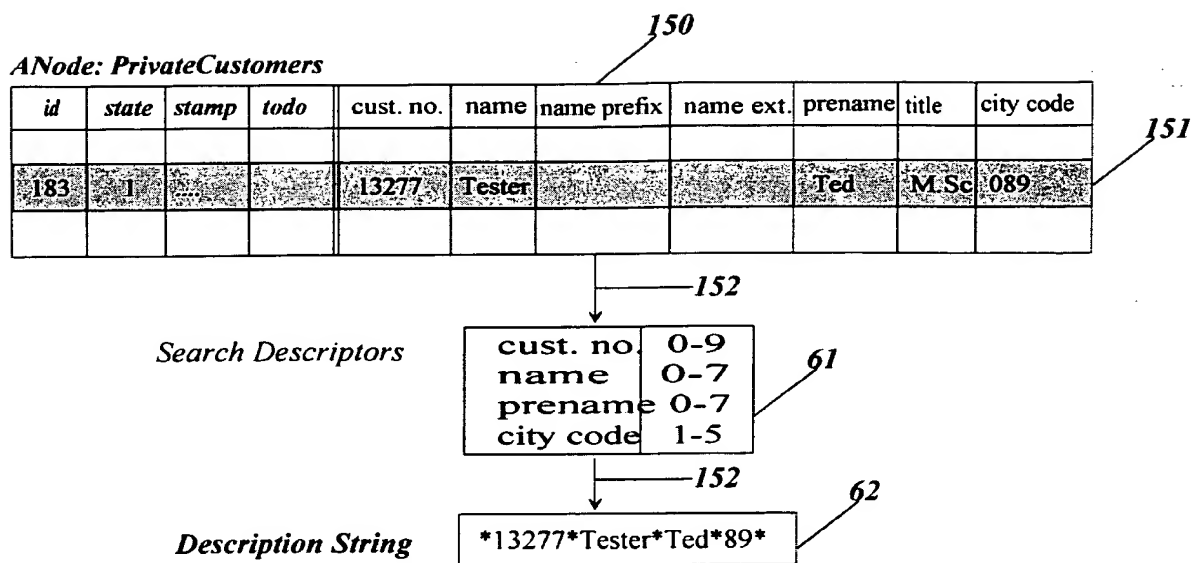 150
ANode: PrivateCustomers
id state stamp todo cust. no. name name prefix name ext. prename title city code
151
183 1 .... 13277 Tester Ted M.Sc 089
152
Search Descriptors
cust. no. 0-9
name 0-7
prename 0-7
city code 1-5
61
152
62
Description String
*13277*Tester*Ted*89*